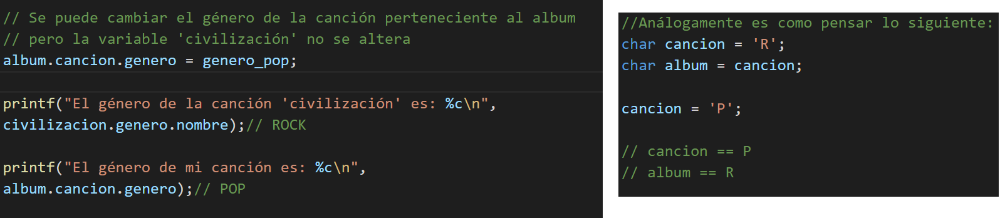 // Se puede cambiar el género de la canción perteneciente al album
// pero la variable 'civilización' no se altera
album.cancion.genero = genero_pop;
printf("El género de la canción 'civilización' es: %c\n",
civilizacion.genero.nombre);// ROCK
printf("El género de mi canción es: %c\n",
album.cancion.genero);// POP
//Análogamente es como pensar lo siguiente:
char cancion = 'R';
char album = cancion;
cancion = 'P';
// cancion == P
// album == R